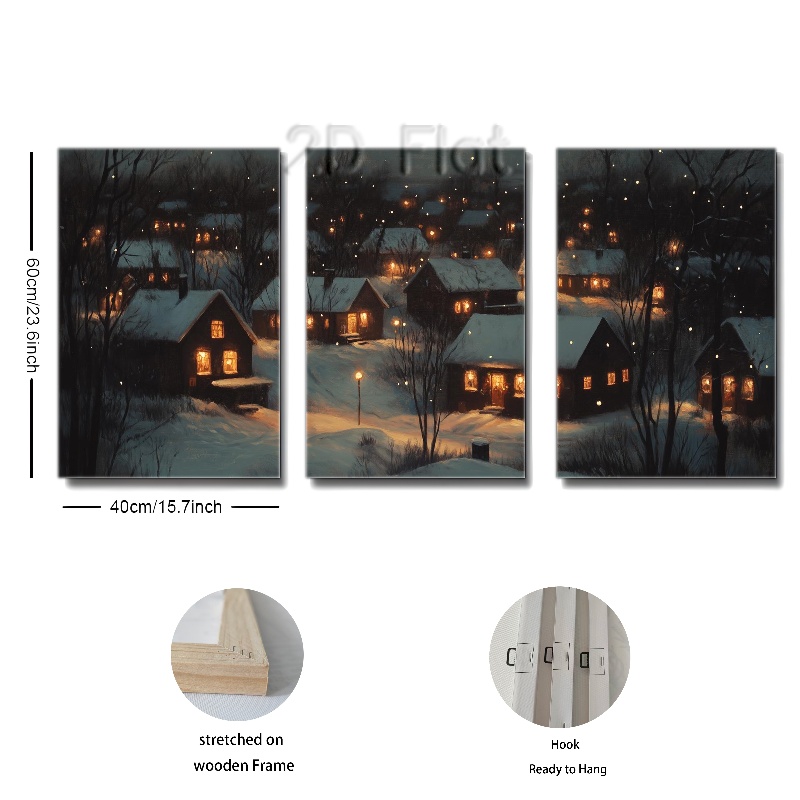 2D Flat
60cm/23.6inch
40cm/15.7inch
stretched on
wooden Frame
Hook
Ready to Hang